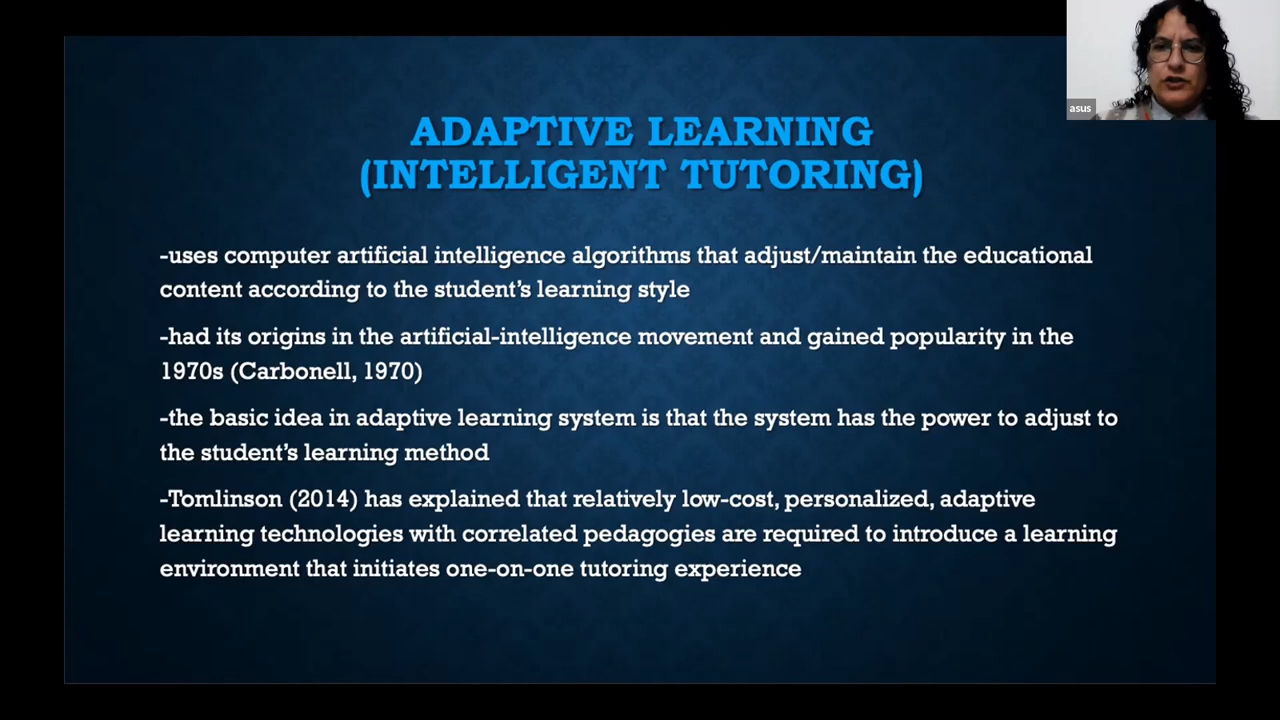 asus
ADAPTIVE LEARNING
(INTELLIGENT TUTORING)
-uses computer artificial intelligence algorithms that adjust/maintain the educational
content according to the student's learning style
-had its origins in the artificial-intelligence movement and gained popularity in the
1970s (Carbonell, 1970)
-the basic idea in adaptive learning system is that the system has the power to adjust to
the student's learning method
-Tomlinson (2014) has explained that relatively low-cost, personalized, adaptive
learning technologies with correlated pedagogies are required to introduce a learning
environment that initiates one-on-one tutoring experience